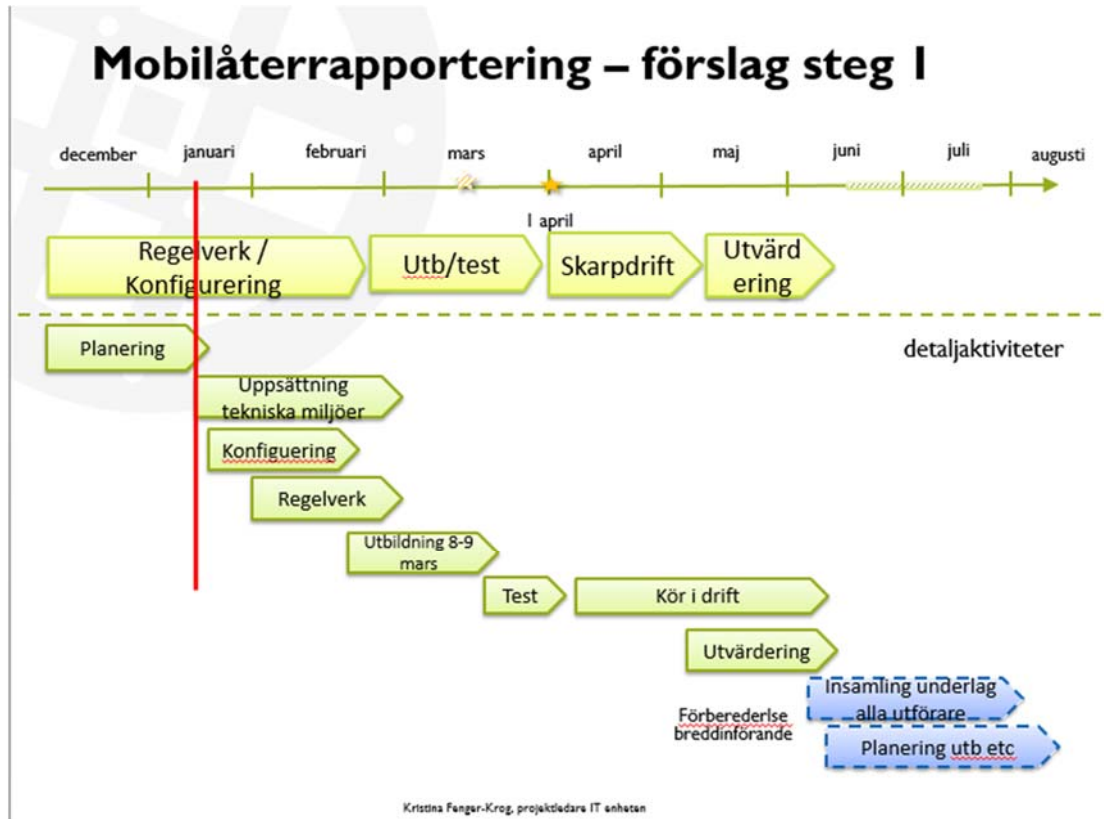 Mobilåterrapportering – förslag steg 1
december januari februari mars april maj juni juli augusti
1 april
Regelverk /
Konfigurering
Utb/test
Skarpdrift
Utvärd
ering
detaljaktiviteter
Planering
Uppsättning
tekniska miljöer
Konfiguering
Regelverk
Utbildning 8-9
mars
Test
Kör i drift
Utvärdering
Insamling underlag
alla utförare
Förberederlse
breddinförande
Planering utb etc
Kristina Fenger-Krog, projektledare IT enheten